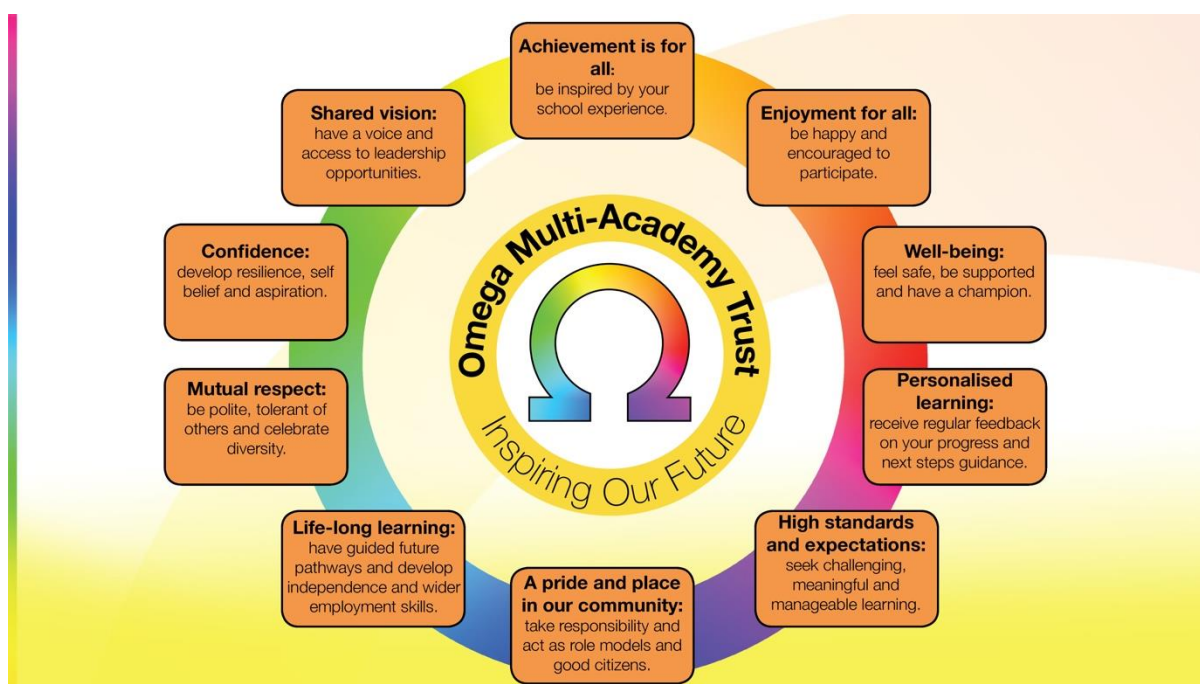 Achievement is for
all:
be inspired by your
school experience.
Enjoyment for all:
be happy and
encouraged to
participate.
Well-being:
feel safe, be supported
and have a champion.
Personalised
learning:
receive regular feedback
on your progress and
next steps guidance.
High standards
and expectations:
seek challenging,
meaningful and
manageable learning.
A pride and place
in our community:
take responsibility and
act as role models and
good citizens.
Life-long learning:
have guided future
pathways and develop
independence and wider
employment skills.
Mutual respect:
be polite, tolerant of
others and celebrate
diversity.
Confidence:
develop resilience, self
belief and aspiration.
Shared vision:
have a voice and
access to leadership
opportunities.
Omega Multi-Academy Trust
Ω
Inspiring Our Future